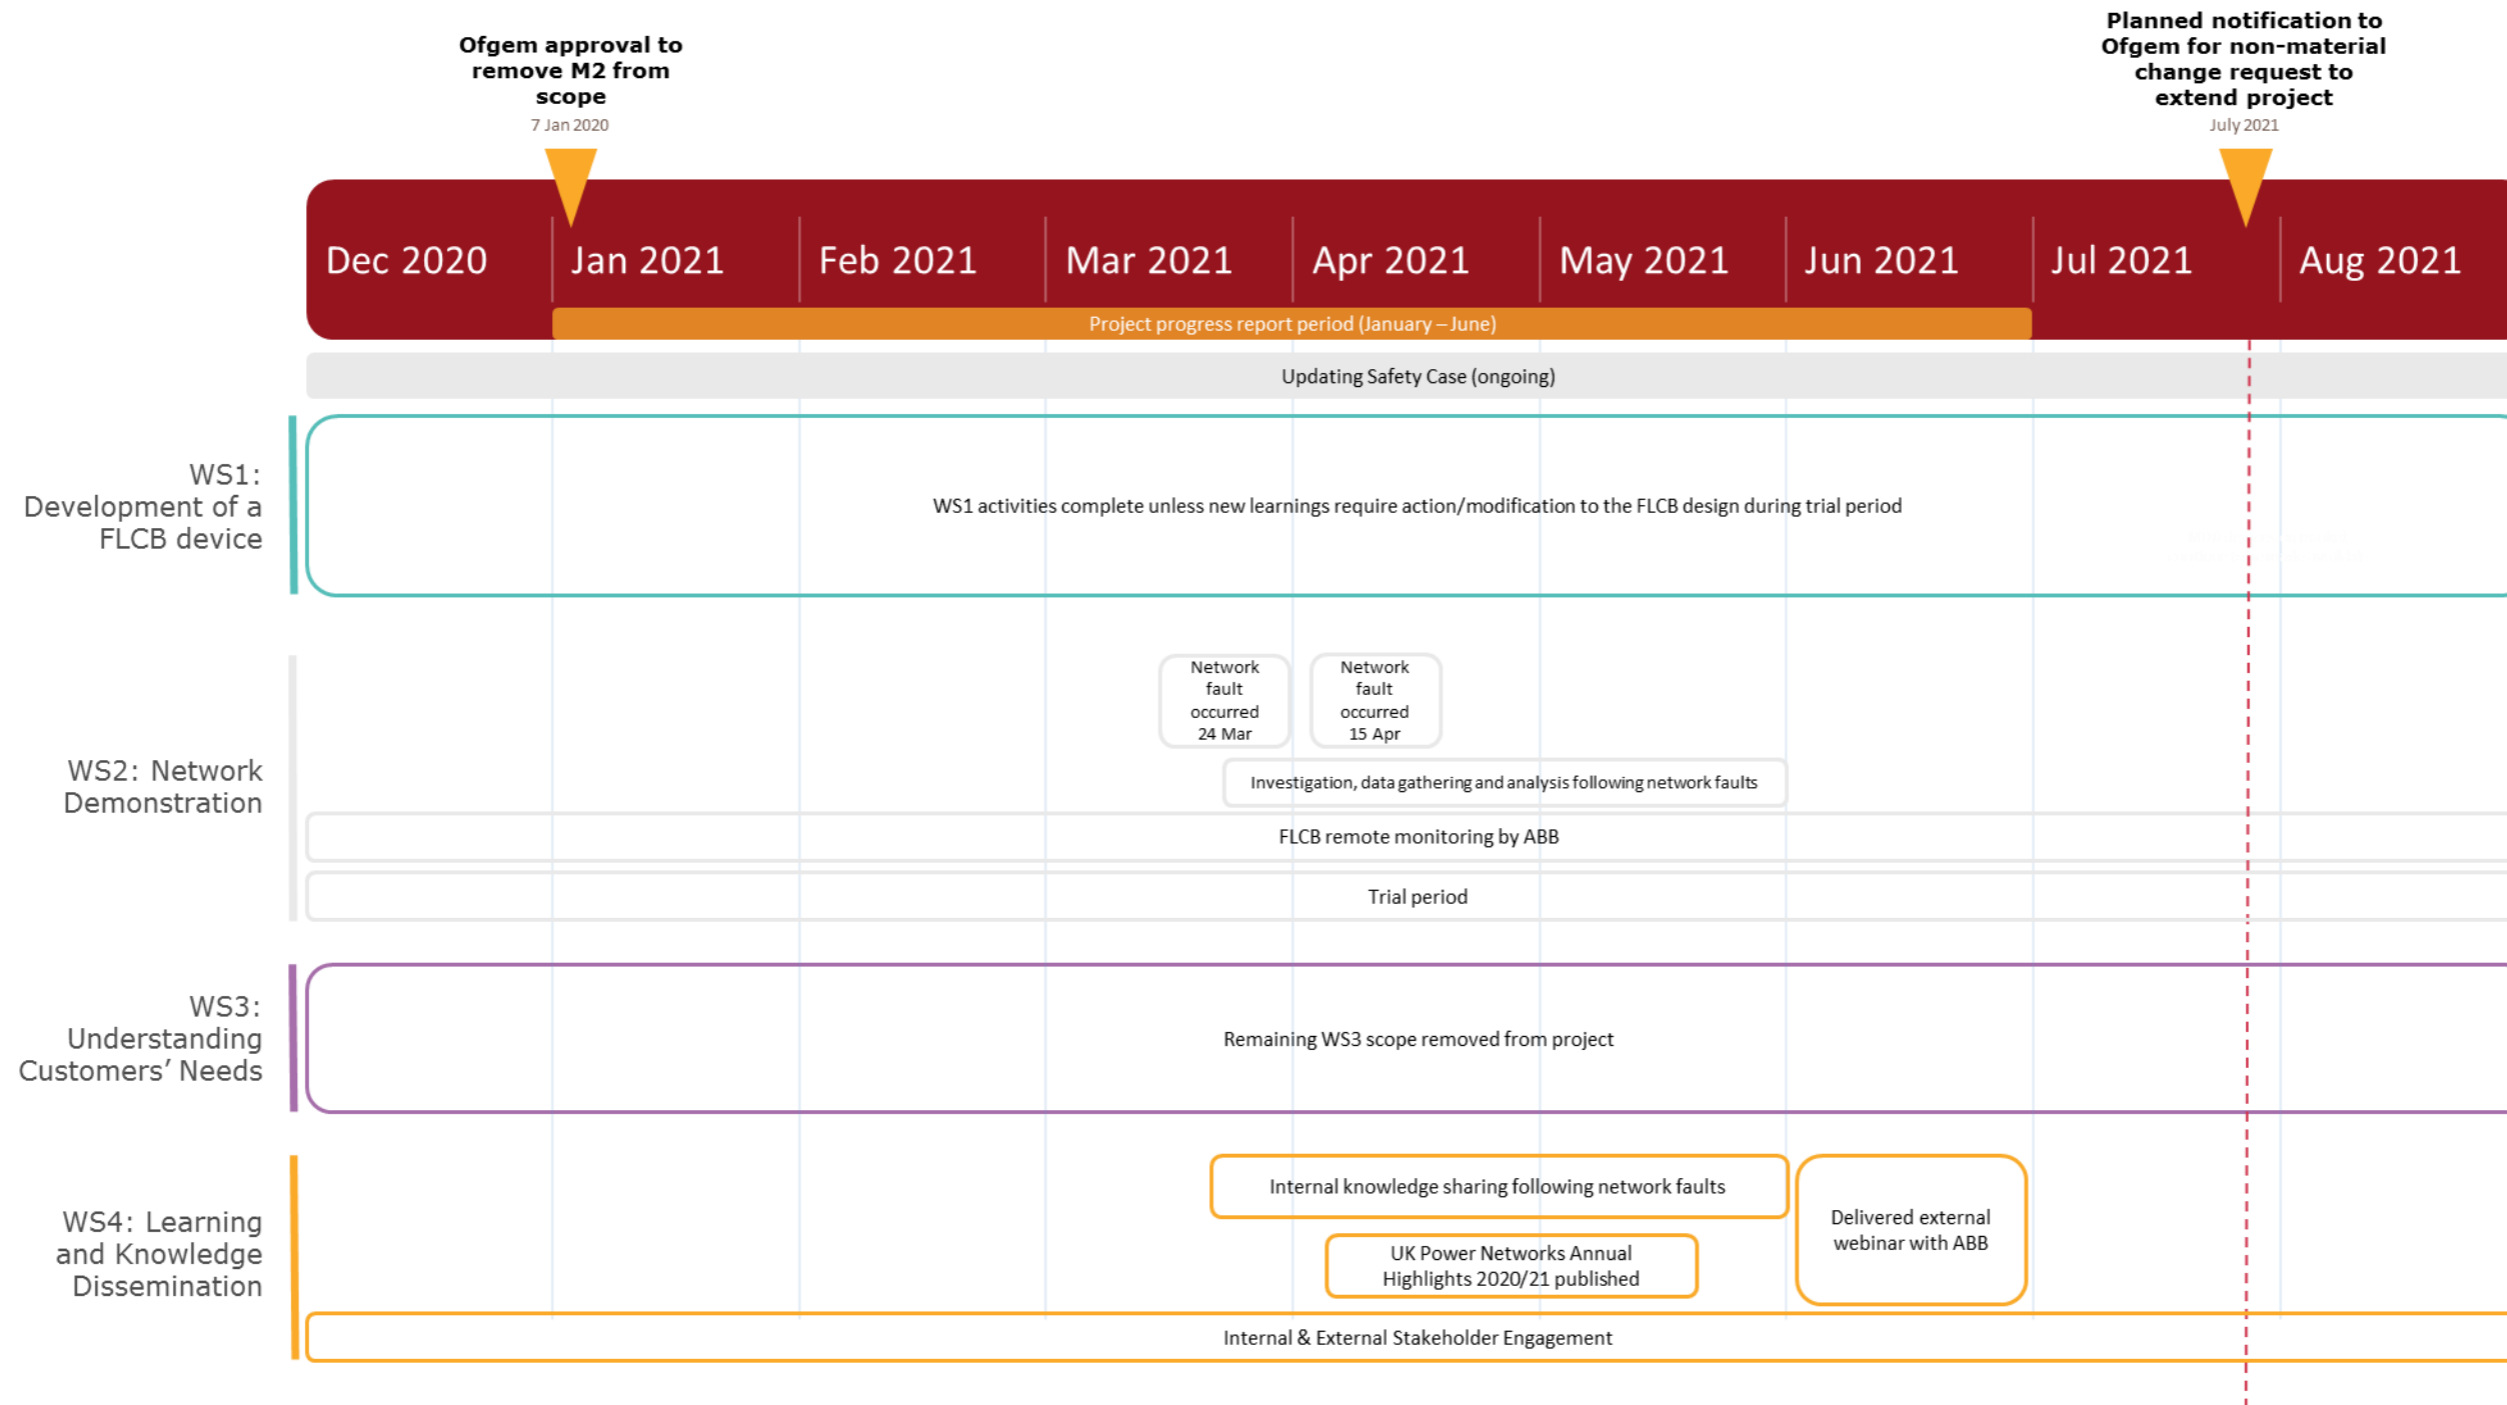 Ofgem approval to
remove M2 from
scope
7 Jan 2020
Planned notification to
Ofgem for non-material
change request to
extend project
July 2021
Dec 2020
Jan 2021
Feb 2021
Mar 2021
Apr 2021
May 2021
Jun 2021
Jul 2021
Aug 2021
Project progress report period (January – June)
Updating Safety Case (ongoing)
WS1:
Development of a
FLCB device
WS1 activities complete unless new learnings require action/modification to the FLCB design during trial period
WS2: Network
Demonstration
Network
fault
occurred
24 Mar
Network
fault
occurred
15 Apr
Investigation, data gathering and analysis following network faults
FLCB remote monitoring by ABB
Trial period
WS3:
Understanding
Customers’ Needs
Remaining WS3 scope removed from project
WS4: Learning
and Knowledge
Dissemination
Internal knowledge sharing following network faults
UK Power Networks Annual
Highlights 2020/21 published
Delivered external
webinar with ABB
Internal & External Stakeholder Engagement